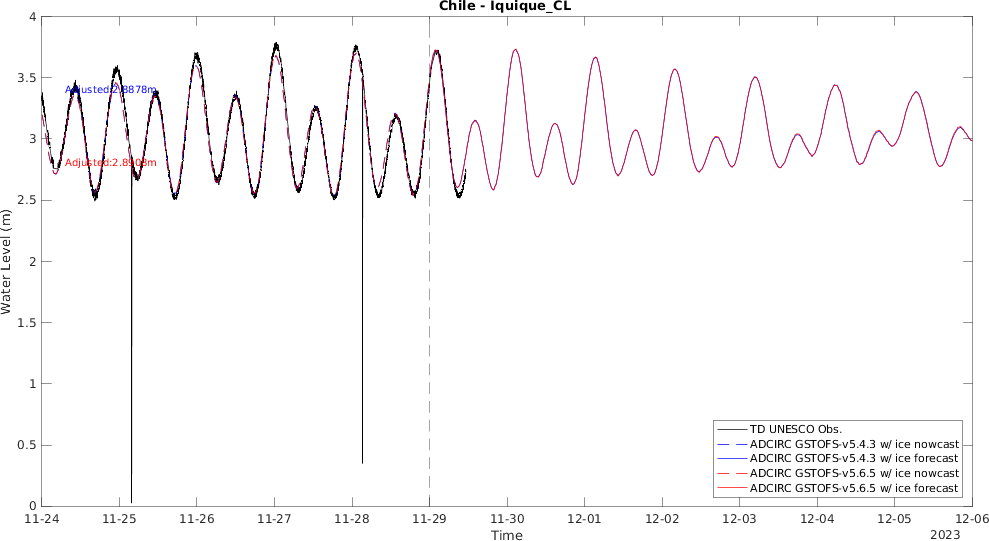 Chile - Iquique_CL
4
3.5
3
2.5
2
1.5
1
0.5
0
Water Level (m)
Adjusted:2.8878m
Adjusted:2.8908m
TD UNESCO Obs.
ADCIRC GSTOFS-v5.4.3 w/ ice nowcast
ADCIRC GSTOFS-v5.4.3 w/ ice forecast
ADCIRC GSTOFS-v5.6.5 w/ ice nowcast
ADCIRC GSTOFS-v5.6.5 w/ ice forecast
11-24 11-25 11-26 11-27 11-28 11-29 11-30 12-01 12-02 12-03 12-04 12-05 12-06
Time
2023